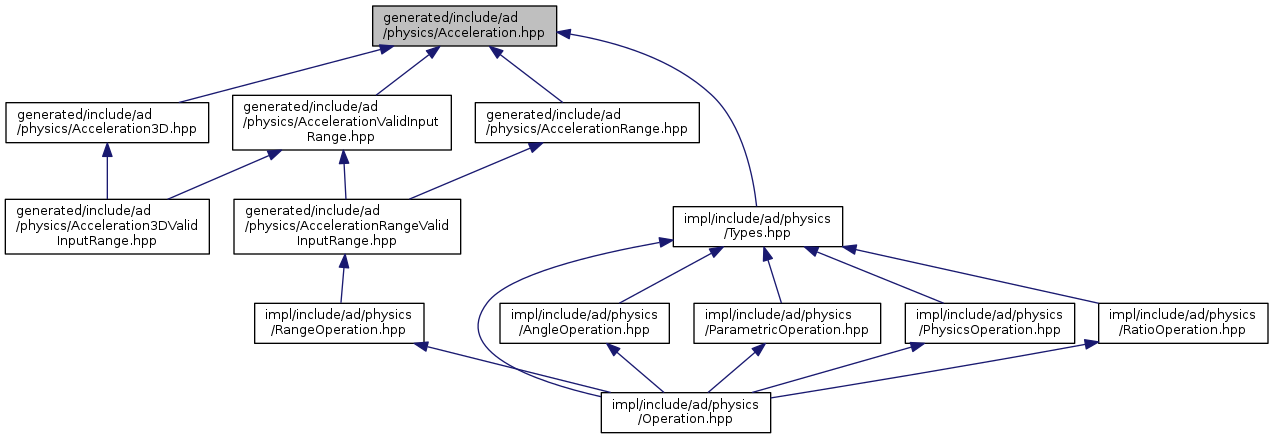 generated/include/ad
/physics/Acceleration.hpp
generated/include/ad
/physics/Acceleration3D.hpp
generated/include/ad
/physics/AccelerationValidInput
Range.hpp
generated/include/ad
/physics/AccelerationRange.hpp
generated/include/ad
/physics/Acceleration3DValid
InputRange.hpp
generated/include/ad
/physics/AccelerationRangeValid
InputRange.hpp
impl/include/ad/physics
/Types.hpp
impl/include/ad/physics
/RangeOperation.hpp
impl/include/ad/physics
/AngleOperation.hpp
impl/include/ad/physics
/ParametricOperation.hpp
impl/include/ad/physics
/PhysicsOperation.hpp
impl/include/ad/physics
/RatioOperation.hpp
impl/include/ad/physics
/Operation.hpp